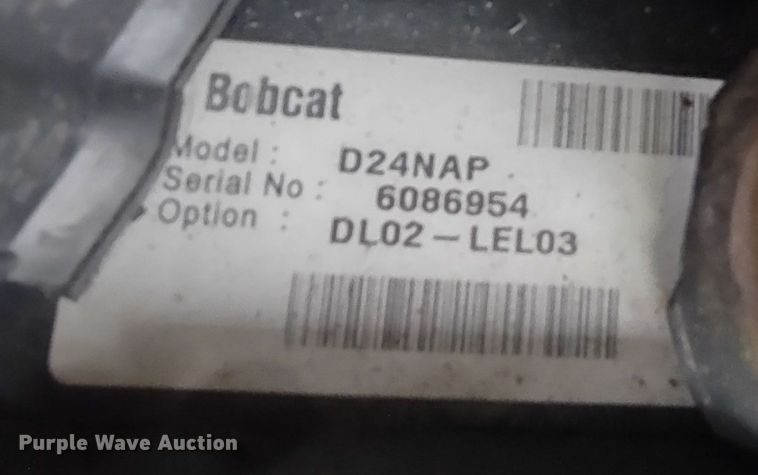 Bobcat
Model : D24NAP
Serial No : 6086954
Option : DL02-LEL03
Purple Wave Auction